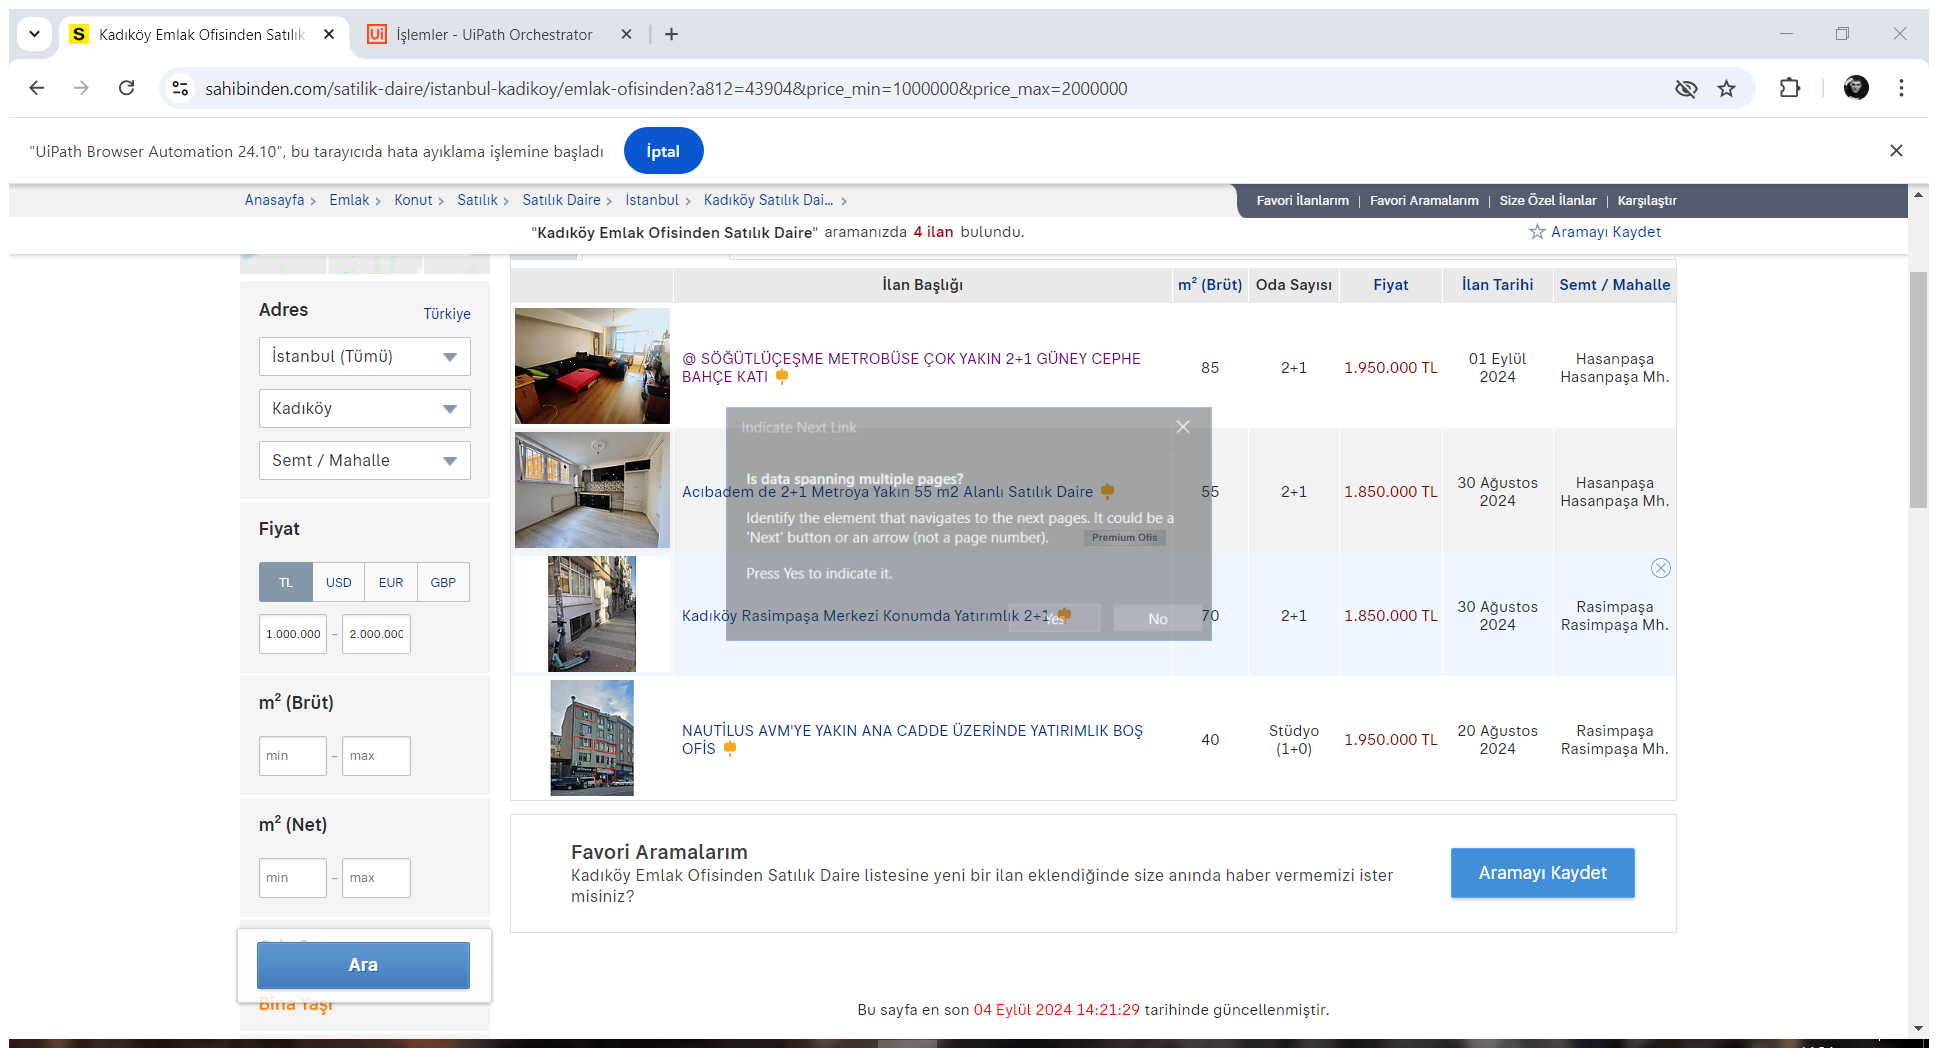 Kadıköy Emlak Ofisinden Satılık
İşlemler - UiPath Orchestrator
sahibinden.com/satilik-daire/istanbul-kadikoy/emlak-ofisinden?a812=43904&price_min=1000000&price_max=2000000
"UiPath Browser Automation 24.10", bu tarayıcıda hata ayıklama işlemine başladı
İptal
Anasayfa > Emlak > Konut > Satılık > Satılık Daire > İstanbul > Kadıköy Satılık Dai... >
Favori İlanlarım | Favori Aramalarım | Size Özel İlanlar | Karşılaştır
"Kadıköy Emlak Ofisinden Satılık Daire" aramanızda 4 ilan bulundu.
Aramayı Kaydet
Adres
Türkiye
İstanbul (Tümü)
Kadıköy
Semt / Mahalle
Fiyat
TL USD EUR GBP
1.000.000 – 2.000.000
m² (Brüt)
min – max
m² (Net)
min – max
Ara
Bina Yaşı
İlan Başlığı m² (Brüt) Oda Sayısı Fiyat İlan Tarihi Semt / Mahalle
@ SÖĞÜTLÜÇEŞME METROBÜSE ÇOK YAKIN 2+1 GÜNEY CEPHE
BAHÇE KATI
85
2+1
1.950.000 TL
01 Eylül
2024
Hasanpaşa
Hasanpaşa Mh.
Acıbadem de 2+1 Metroya Yakın 55 m2 Alanlı Satılık Daire
Premium Ofis
55
2+1
1.850.000 TL
30 Ağustos
2024
Hasanpaşa
Hasanpaşa Mh.
Kadıköy Rasimpaşa Merkezi Konumda Yatırımlık 2+1
70
2+1
1.850.000 TL
30 Ağustos
2024
Rasimpaşa
Rasimpaşa Mh.
NAUTİLUS AVM'YE YAKIN ANA CADDE ÜZERİNDE YATIRIMLIK BOŞ
OFİS
40
Stüdyo
(1+0)
1.950.000 TL
20 Ağustos
2024
Rasimpaşa
Rasimpaşa Mh.
Indicate Next Link
Is data spanning multiple pages?
Identify the element that navigates to the next pages. It could be a
'Next' button or an arrow (not a page number).
Press Yes to indicate it.
Yes
No
Favori Aramalarım
Kadıköy Emlak Ofisinden Satılık Daire listesine yeni bir ilan eklendiğinde size anında haber vermemizi ister
misiniz?
Aramayı Kaydet
Bu sayfa en son 04 Eylül 2024 14:21:29 tarihinde güncellenmiştir.